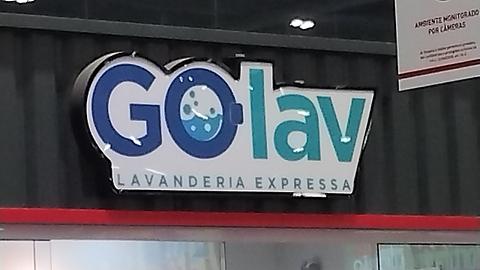 GOlav
LAVANDERIA EXPRESSA
AMBIENTE MONITORADO
POR CÂMERAS